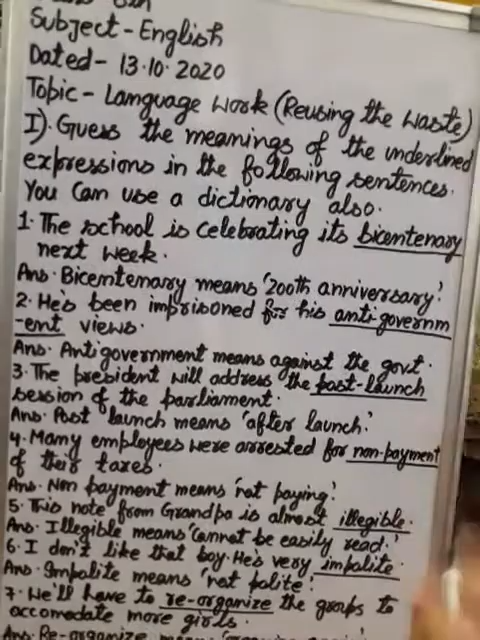 Subject-English
Dated- 13.10.2020
Topic- Language work (Reusing the waste)
I). Guess the meanings of the underlined
expressions in the following sentences.
You can use a dictionary also.
1. The school is celebrating its bicentenary
next week.
Ans. Bicentenary means '200th anniversary'.
2. He's been imprisoned for his anti governm
-ent views.
Ans. Anti government means against the govt.
3. The president will address the post-launch
session of the parliament.
Ans. Post launch means 'after launch.'
4. Many employees were arrested for non-payment
of their taxes.
Ans. Non payment means 'not paying'.
5. This note from Grandpa is almost illegible.
Ans. Illegible means 'cannot be easily read.'
6. I don't like that boy. He's very impolite.
Ans. Impolite means 'not polite'.
7. We'll have to re-organize the groups to
accomodate more girls.
Ans. Re-organize means